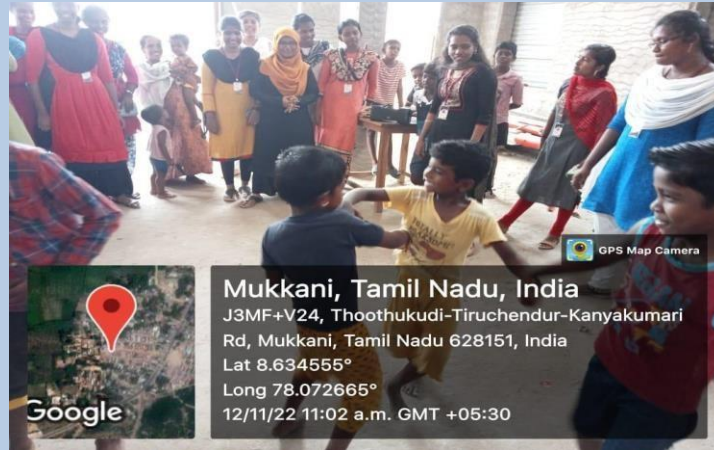 GPS Map Camera
Mukkani, Tamil Nadu, India
J3MF+V24, Thoothukudi-Tiruchendur-Kanyakumari
Rd, Mukkani, Tamil Nadu 628151, India
Lat 8.634555°
Long 78.072665°
12/11/22 11:02 a.m. GMT +05:30
Google